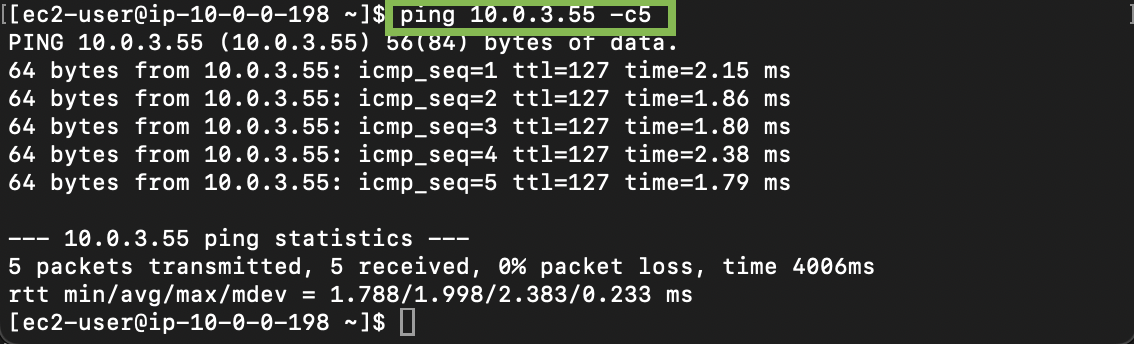 [[ec2-user@ip-10-0-0-198 ~]$ ping 10.0.3.55 -c5
PING 10.0.3.55 (10.0.3.55) 56(84) bytes of data.
64 bytes from 10.0.3.55: icmp_seq=1 ttl=127 time=2.15 ms
64 bytes from 10.0.3.55: icmp_seq=2 ttl=127 time=1.86 ms
64 bytes from 10.0.3.55: icmp_seq=3 ttl=127 time=1.80 ms
64 bytes from 10.0.3.55: icmp_seq=4 ttl=127 time=2.38 ms
64 bytes from 10.0.3.55: icmp_seq=5 ttl=127 time=1.79 ms

--- 10.0.3.55 ping statistics ---
5 packets transmitted, 5 received, 0% packet loss, time 4006ms
rtt min/avg/max/mdev = 1.788/1.998/2.383/0.233 ms
[ec2-user@ip-10-0-0-198 ~]$